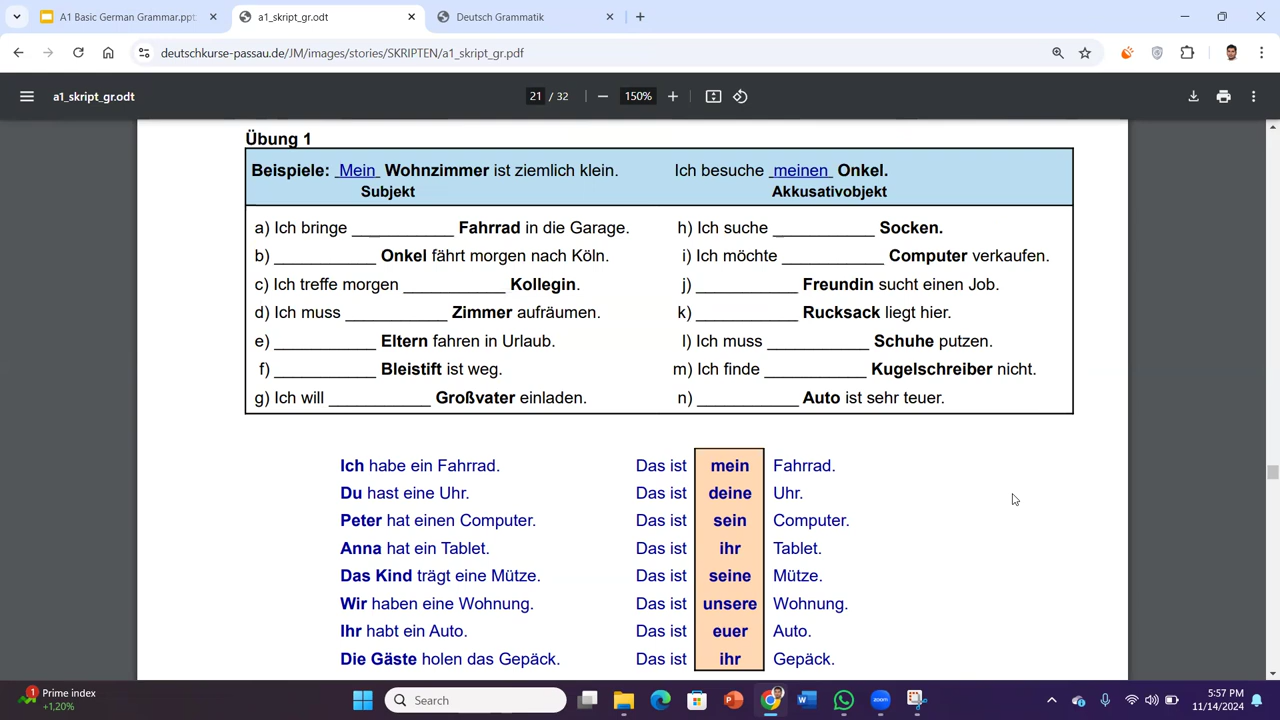 A1 Basic German Grammar.ppt
a1_skript_gr.odt
Deutsch Grammatik
deutschkurse-passau.de/JM/images/stories/SKRIPTEN/a1_skript_gr.pdf
a1_skript_gr.odt
21 / 32
150%
Übung 1
Beispiele: _Mein_ Wohnzimmer ist ziemlich klein. Ich besuche _meinen_ Onkel.
Subjekt Akkusativobjekt
a) Ich bringe ___________ Fahrrad in die Garage.
b) ___________ Onkel fährt morgen nach Köln.
c) Ich treffe morgen ___________ Kollegin.
d) Ich muss ___________ Zimmer aufräumen.
e) ___________ Eltern fahren in Urlaub.
f) ___________ Bleistift ist weg.
g) Ich will ___________ Großvater einladen.
h) Ich suche ___________ Socken.
i) Ich möchte ___________ Computer verkaufen.
j) ___________ Freundin sucht einen Job.
k) ___________ Rucksack liegt hier.
l) Ich muss ___________ Schuhe putzen.
m) Ich finde ___________ Kugelschreiber nicht.
n) ___________ Auto ist sehr teuer.
Ich habe ein Fahrrad. Das ist mein Fahrrad.
Du hast eine Uhr. Das ist deine Uhr.
Peter hat einen Computer. Das ist sein Computer.
Anna hat ein Tablet. Das ist ihr Tablet.
Das Kind trägt eine Mütze. Das ist seine Mütze.
Wir haben eine Wohnung. Das ist unsere Wohnung.
Ihr habt ein Auto. Das ist euer Auto.
Die Gäste holen das Gepäck. Das ist ihr Gepäck.
1
Prime index
+1,20%
Search
5:57 PM
11/14/2024